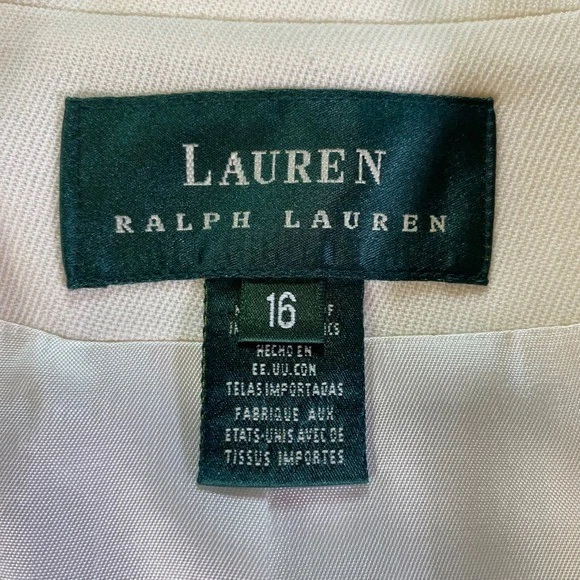 LAUREN
RALPH LAUREN
16
HECHO EN
EE.UU.CON
TELAS IMPORTADAS
FABRIQUE AUX
ETATS-UNIS AVEC DE
TISSUS IMPORTES